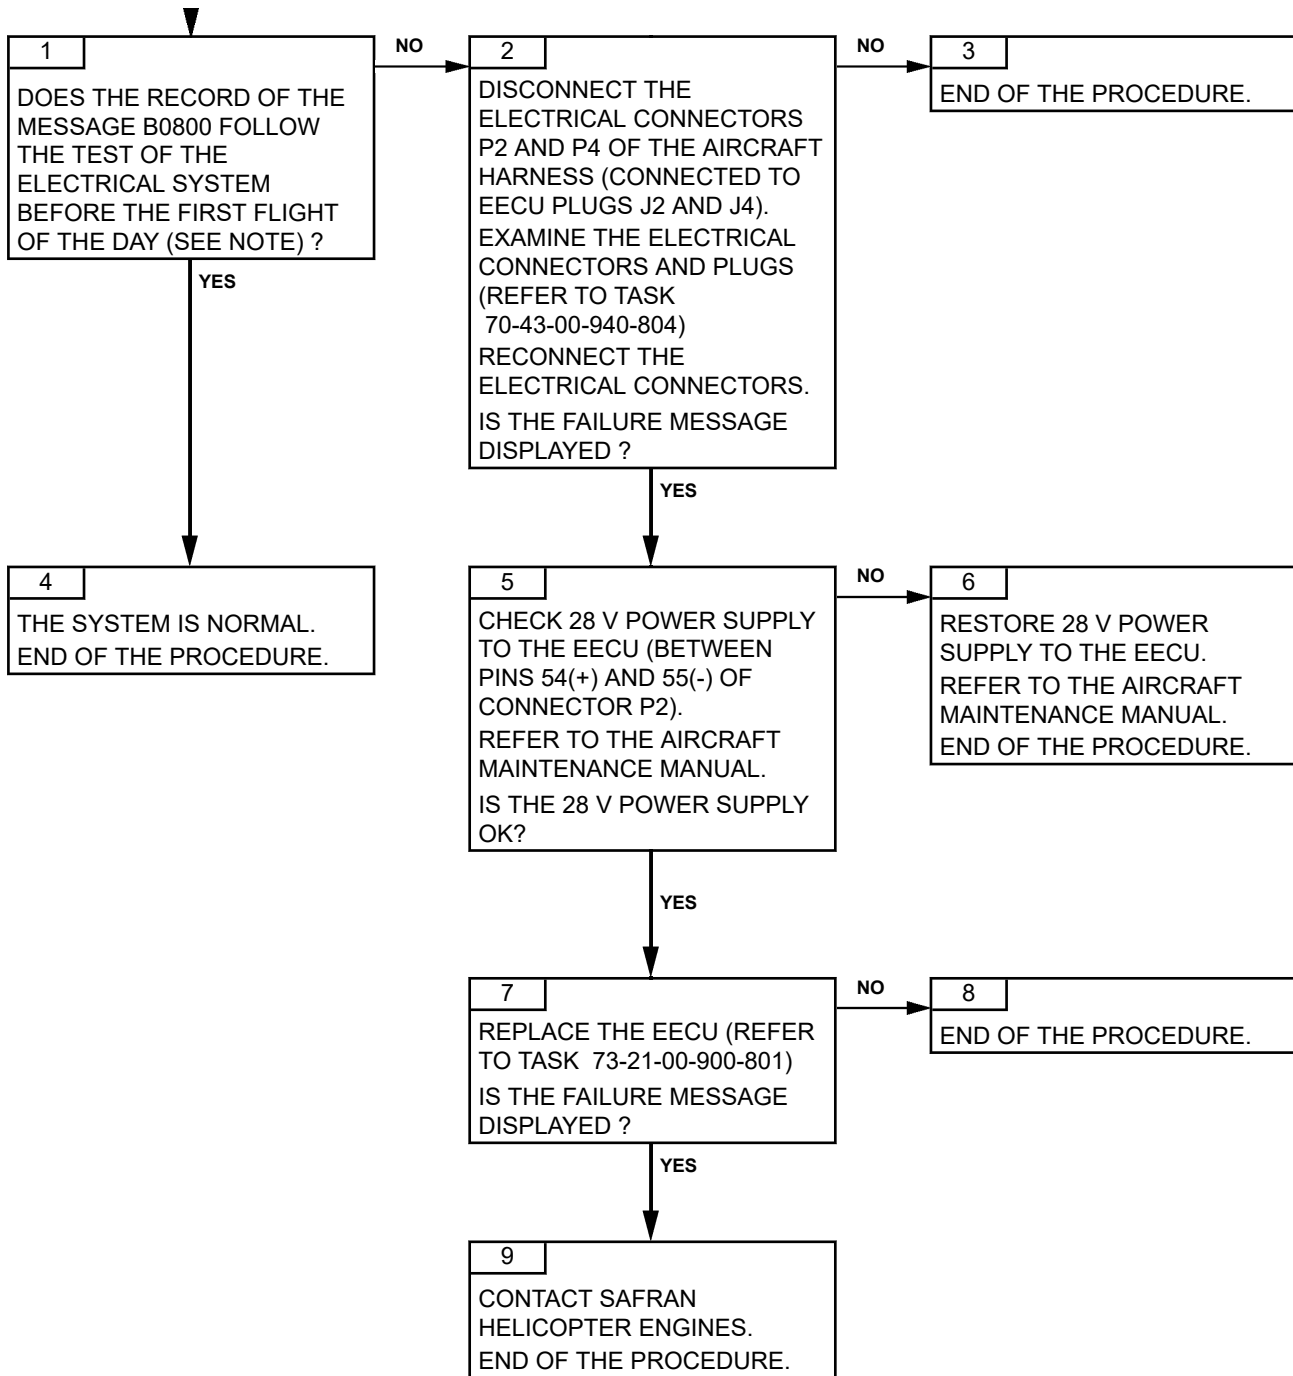 1
DOES THE RECORD OF THE
MESSAGE B0800 FOLLOW
THE TEST OF THE
ELECTRICAL SYSTEM
BEFORE THE FIRST FLIGHT
OF THE DAY (SEE NOTE) ?
NO
YES
2
DISCONNECT THE
ELECTRICAL CONNECTORS
P2 AND P4 OF THE AIRCRAFT
HARNESS (CONNECTED TO
EECU PLUGS J2 AND J4).
EXAMINE THE ELECTRICAL
CONNECTORS AND PLUGS
(REFER TO TASK
70-43-00-940-804)
RECONNECT THE
ELECTRICAL CONNECTORS.
IS THE FAILURE MESSAGE
DISPLAYED ?
NO
YES
3
END OF THE PROCEDURE.
4
THE SYSTEM IS NORMAL.
END OF THE PROCEDURE.
5
CHECK 28 V POWER SUPPLY
TO THE EECU (BETWEEN
PINS 54(+) AND 55(-) OF
CONNECTOR P2).
REFER TO THE AIRCRAFT
MAINTENANCE MANUAL.
IS THE 28 V POWER SUPPLY
OK?
NO
YES
6
RESTORE 28 V POWER
SUPPLY TO THE EECU.
REFER TO THE AIRCRAFT
MAINTENANCE MANUAL.
END OF THE PROCEDURE.
7
REPLACE THE EECU (REFER
TO TASK 73-21-00-900-801)
IS THE FAILURE MESSAGE
DISPLAYED ?
NO
YES
8
END OF THE PROCEDURE.
9
CONTACT SAFRAN
HELICOPTER ENGINES.
END OF THE PROCEDURE.